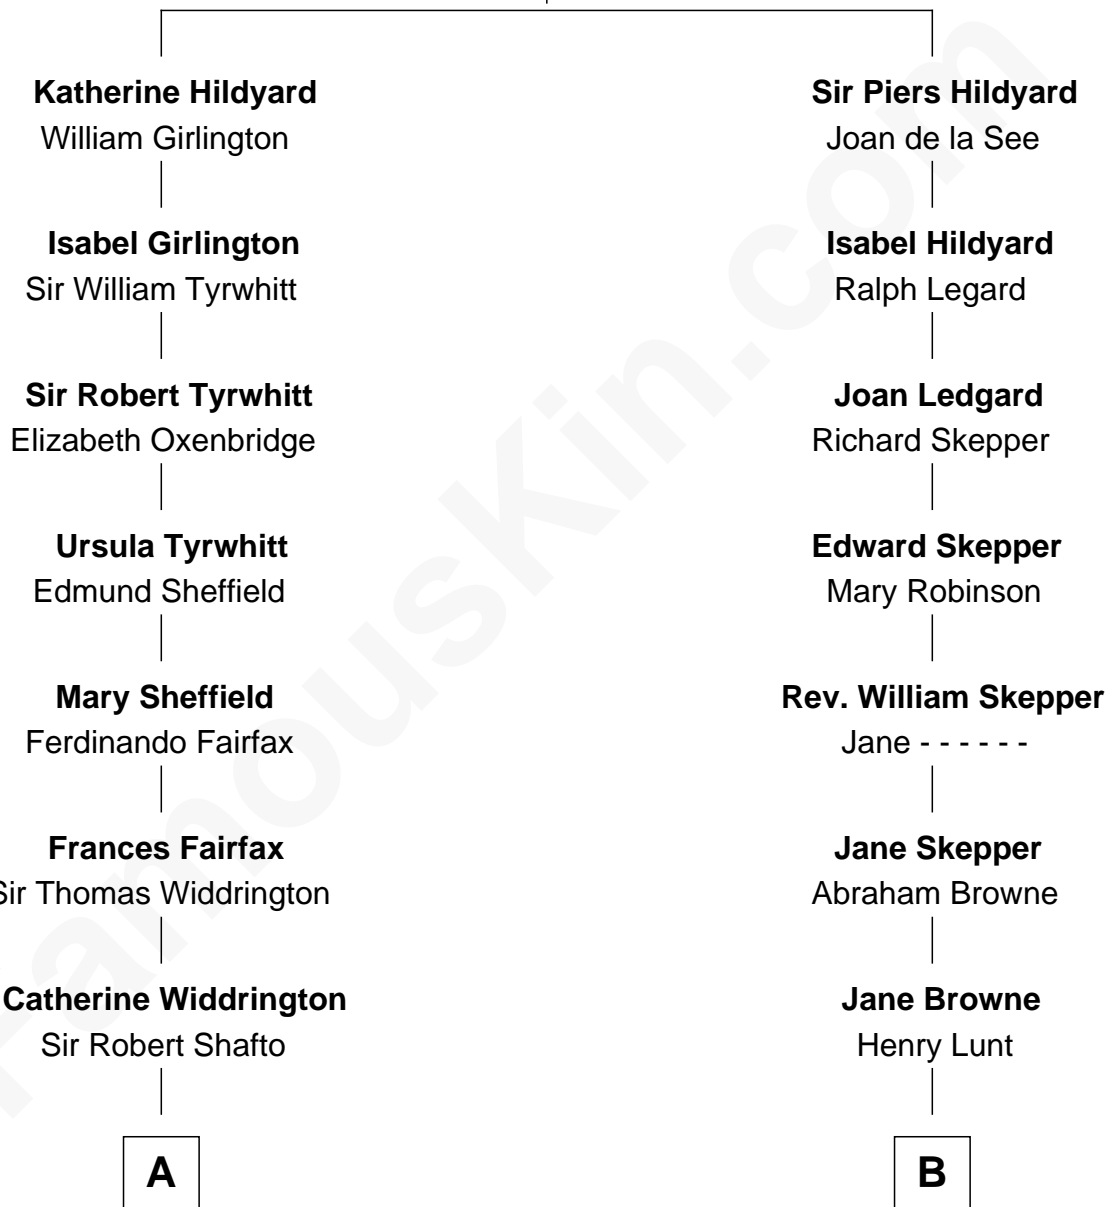 Katherine Hildyard
William Girlington
Sir Piers Hildyard
Joan de la See
Isabel Girlington
Sir William Tyrwhitt
Isabel Hildyard
Ralph Legard
Sir Robert Tyrwhitt
Elizabeth Oxenbridge
Joan Ledgard
Richard Skepper
Ursula Tyrwhitt
Edmund Sheffield
Edward Skepper
Mary Robinson
Mary Sheffield
Ferdinando Fairfax
Rev. William Skepper
Jane - - - - - -
Frances Fairfax
Sir Thomas Widdrington
Jane Skepper
Abraham Browne
Catherine Widdrington
Sir Robert Shafto
Jane Browne
Henry Lunt
A
B
FamousKin.com